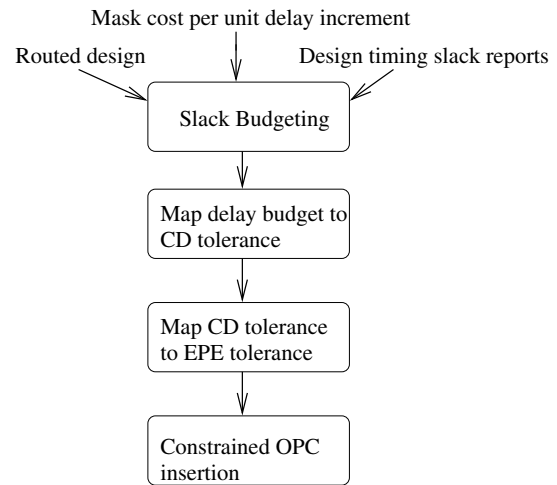 Mask cost per unit delay increment
Routed design
Design timing slack reports
Slack Budgeting
Map delay budget to
CD tolerance
Map CD tolerance
to EPE tolerance
Constrained OPC
insertion